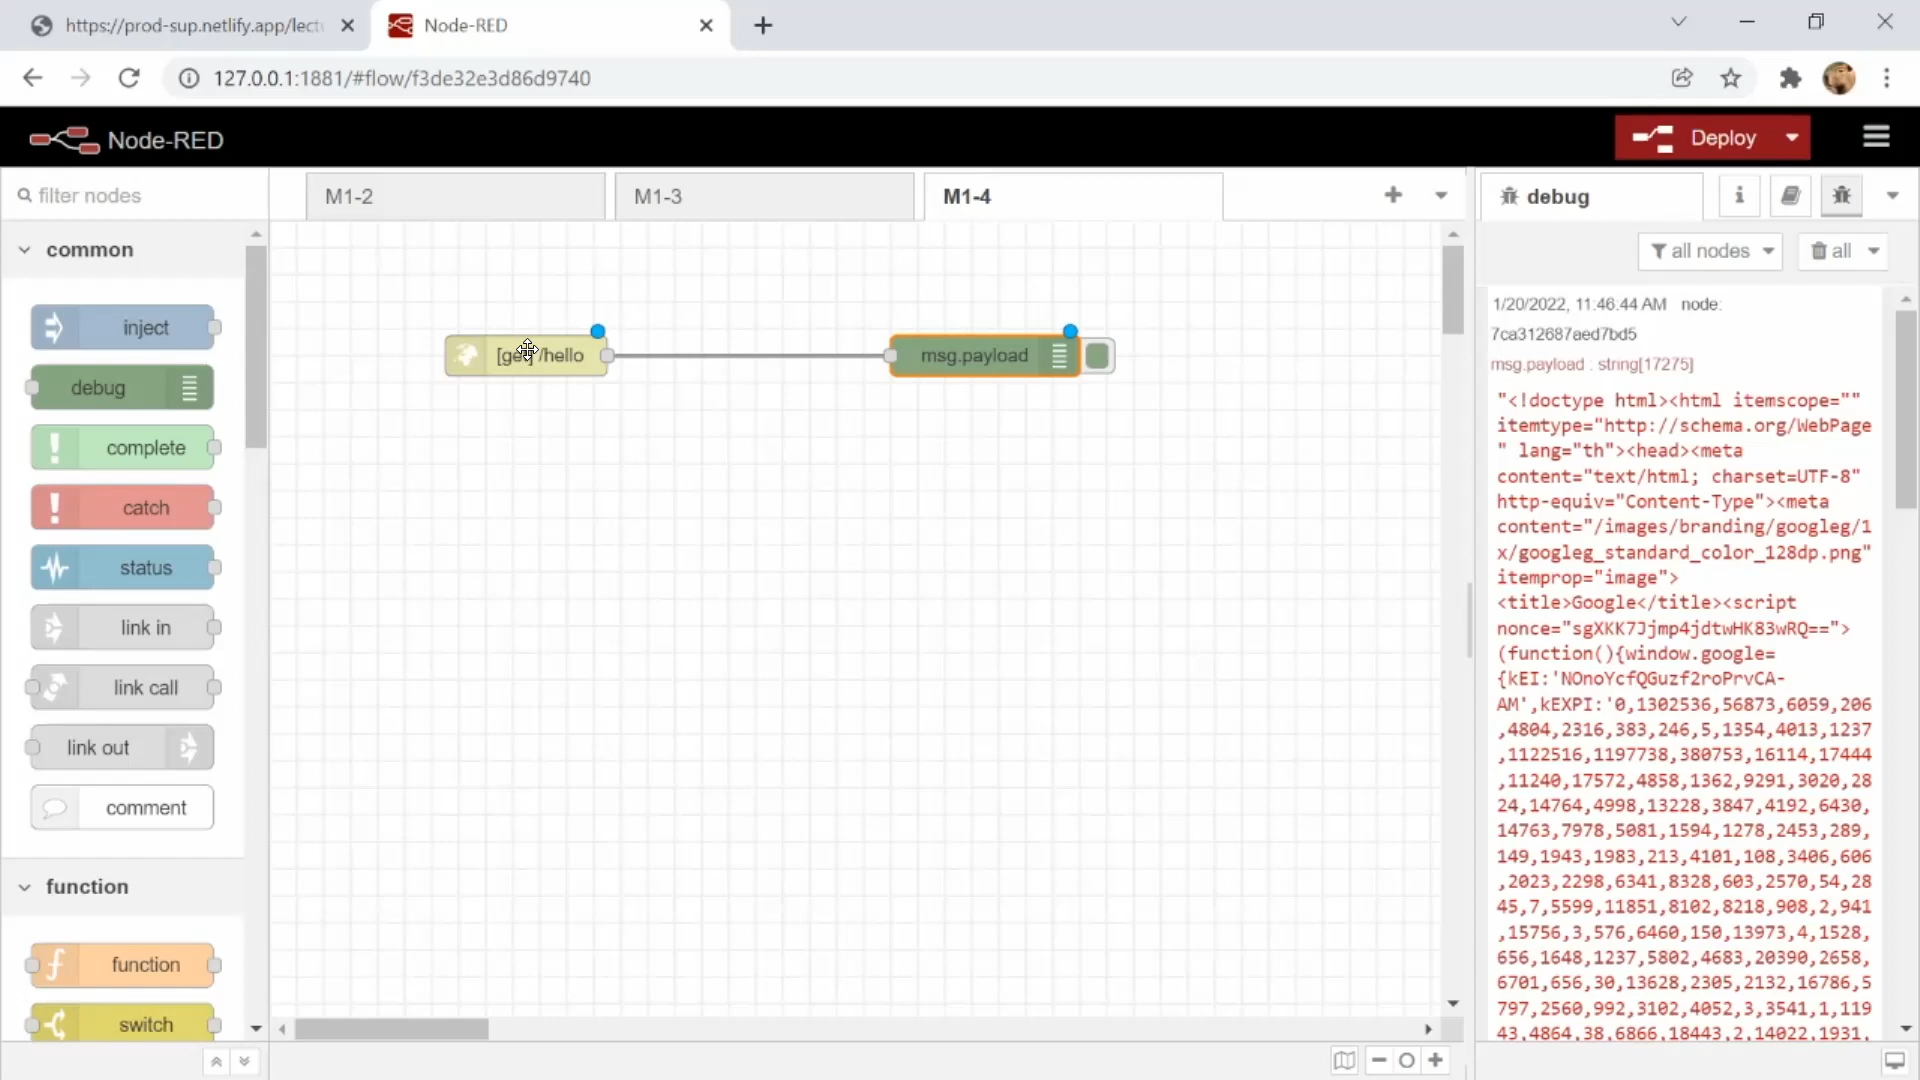 https://prod-sup.netlify.app/lect
Node-RED
127.0.0.1:1881/#flow/f3de32e3d86d9740
Node-RED
Deploy
filter nodes
M1-2
M1-3
M1-4
debug
common
all nodes
all
inject
debug
complete
catch
status
link in
link call
link out
comment
function
function
switch
[get] /hello
msg.payload
1/20/2022, 11:46:44 AM node:
7ca312687aed7bd5
msg.payload : string[17275]
"<!doctype html><html itemscope=""
itemtype="http://schema.org/WebPage
" lang="th"><head><meta
content="text/html; charset=UTF-8"
http-equiv="Content-Type"><meta
content="/images/branding/googleg/1
x/googleg_standard_color_128dp.png"
itemprop="image">
<title>Google</title><script
nonce="sgXKK7Jjmp4jdtwHK83wRQ==">
(function(){window.google=
{kEI:'NOnoYcfQGuzf2roPrvCA-
AM',kEXPI:'0,1302536,56873,6059,206
,4804,2316,383,246,5,1354,4013,1237
,1122516,1197738,380753,16114,17444
,11240,17572,4858,1362,9291,3020,28
24,14764,4998,13228,3847,4192,6430,
14763,7978,5081,1594,1278,2453,289,
149,1943,1983,213,4101,108,3406,606
,2023,2298,6341,8328,603,2570,54,28
45,7,5599,11851,8102,8218,908,2,941
,15756,3,576,6460,150,13973,4,1528,
656,1648,1237,5802,4683,20390,2658,
6701,656,30,13628,2305,2132,16786,5
797,2560,992,3102,4052,3,3541,1,119
43,4864,38,6866,18443,2,14022,1931,